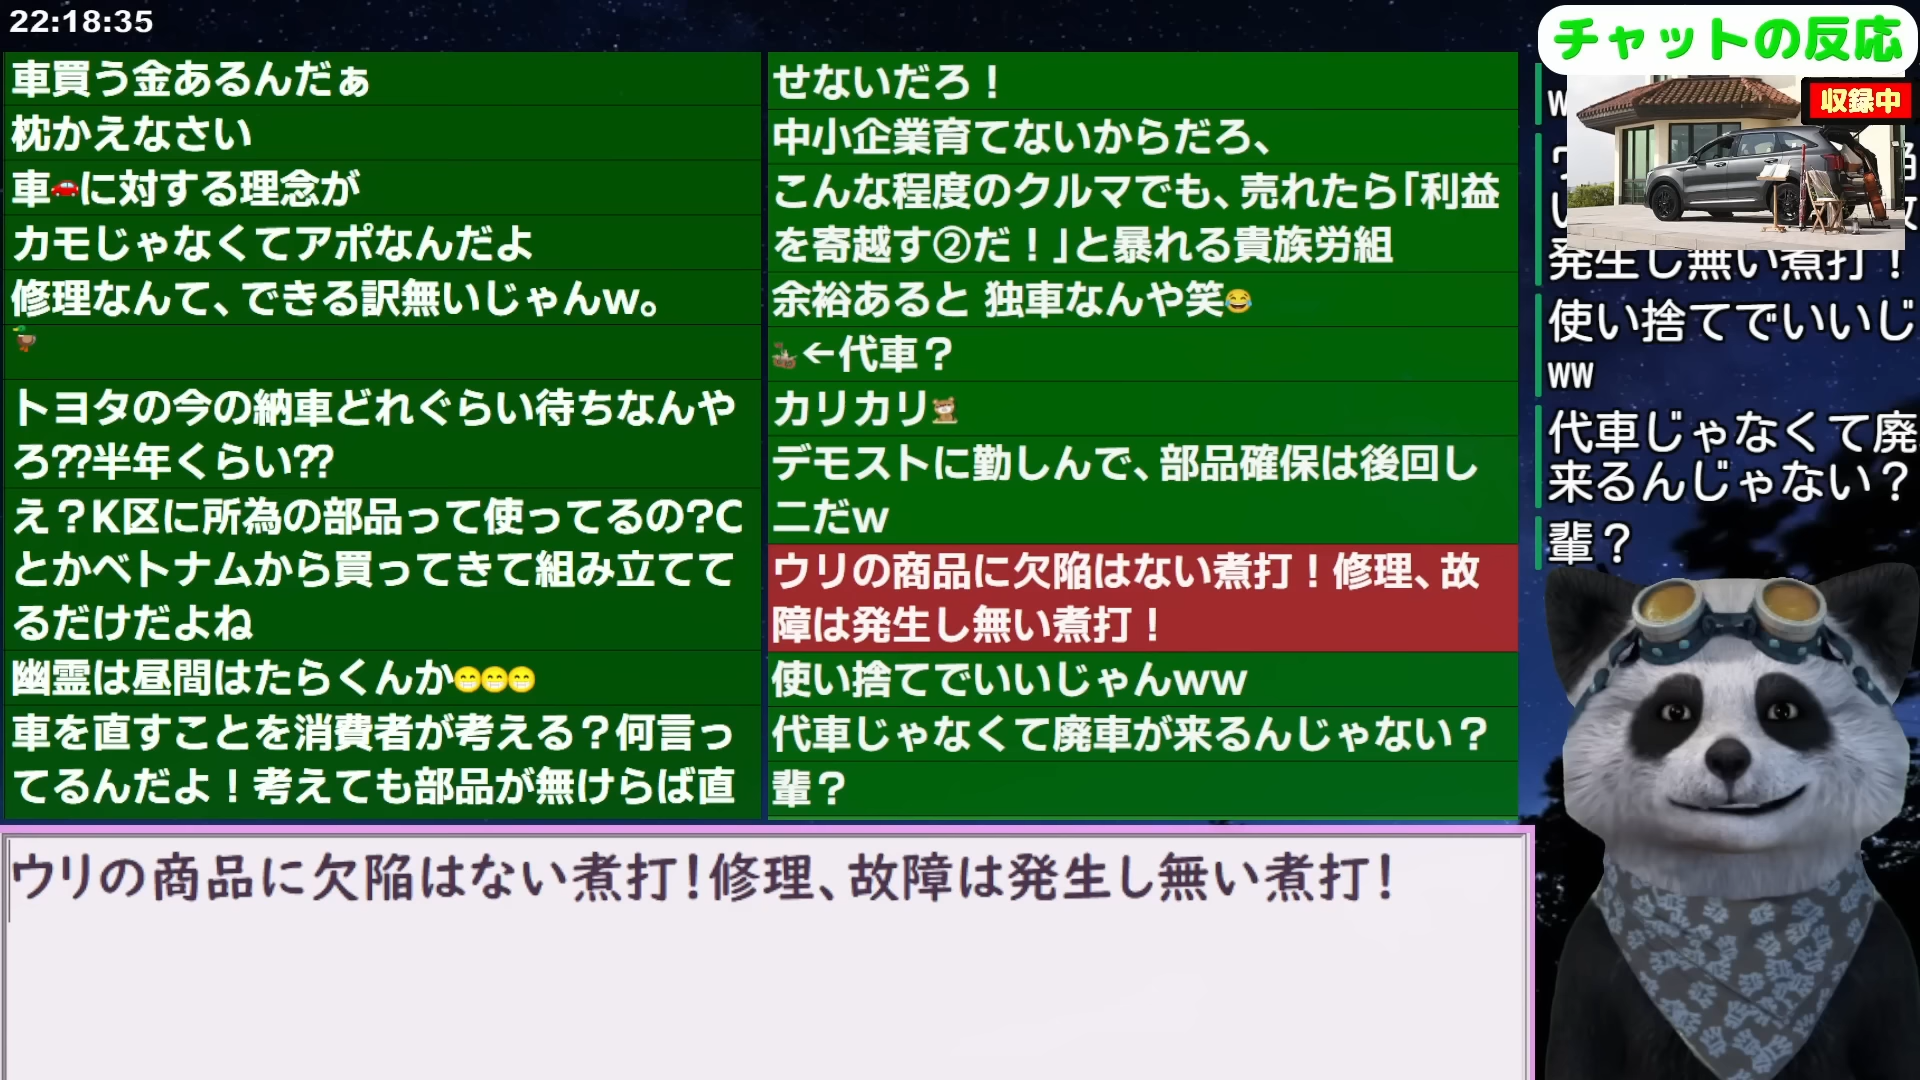 22:18:35
車買う金あるんだぁ
枕かえなさい
車🚗に対する理念が
カモじゃなくてアポなんだよ
修理なんて、できる訳無いじゃんw。
🦆
トヨタの今の納車どれぐらい待ちなんや
ろ⁇半年くらい⁇
え？K区に所為の部品って使ってるの?C
とかベトナムから買ってきて組み立てて
るだけだよね
幽霊は昼間はたらくんか😁😁😁
車を直すことを消費者が考える？何言っ
てるんだよ！考えても部品が無けらば直
せないだろ！
中小企業育てないからだろ、
こんな程度のクルマでも、売れたら「利益
を寄越す②だ！」と暴れる貴族労組
余裕あると 独車なんや笑😂
←代車？
カリカリ
デモストに勤しんで、部品確保は後回し
ニだw
ウリの商品に欠陥はない煮打！修理、故
障は発生し無い煮打！
使い捨てでいいじゃんww
代車じゃなくて廃車が来るんじゃない？
輩？
チャットの反応
収録中
発生し無い煮打！
使い捨てでいいじ
ww
代車じゃなくて廃
来るんじゃない？
輩？
ウリの商品に欠陥はない煮打！修理、故障は発生し無い煮打！